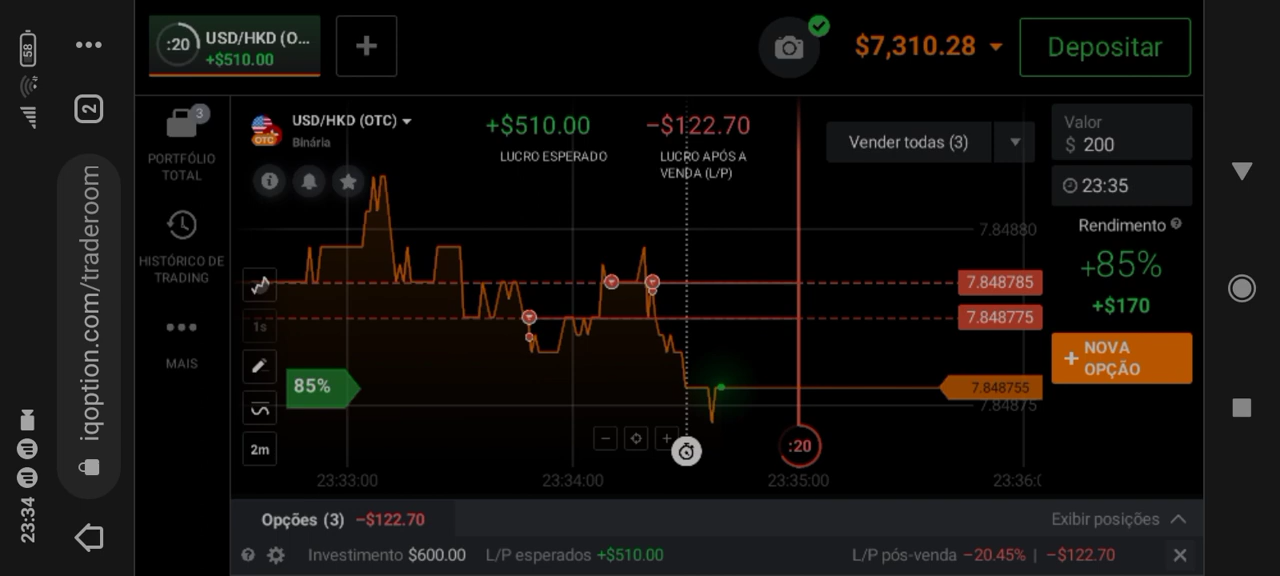 :20
USD/HKD (O...
+$510.00
+
$7,310.28
Depositar
3
PORTFÓLIO
TOTAL
HISTÓRICO DE
TRADING
MAIS
OTC
USD/HKD (OTC)
Binária
+$510.00
LUCRO ESPERADO
−$122.70
LUCRO APÓS A
VENDA (L/P)
Vender todas (3)
1s
85%
2m
7.84880
7.848785
7.848775
7.848755
7.84875
:20
23:33:00
23:34:00
23:35:00
23:36:0
Valor
$ 200
23:35
Rendimento
+85%
+$170
+ NOVA
OPÇÃO
Opções (3) −$122.70
Exibir posições
Investimento $600.00 L/P esperados +$510.00
L/P pós-venda −20.45% | −$122.70
58
2
iqoption.com/traderoom
23:34